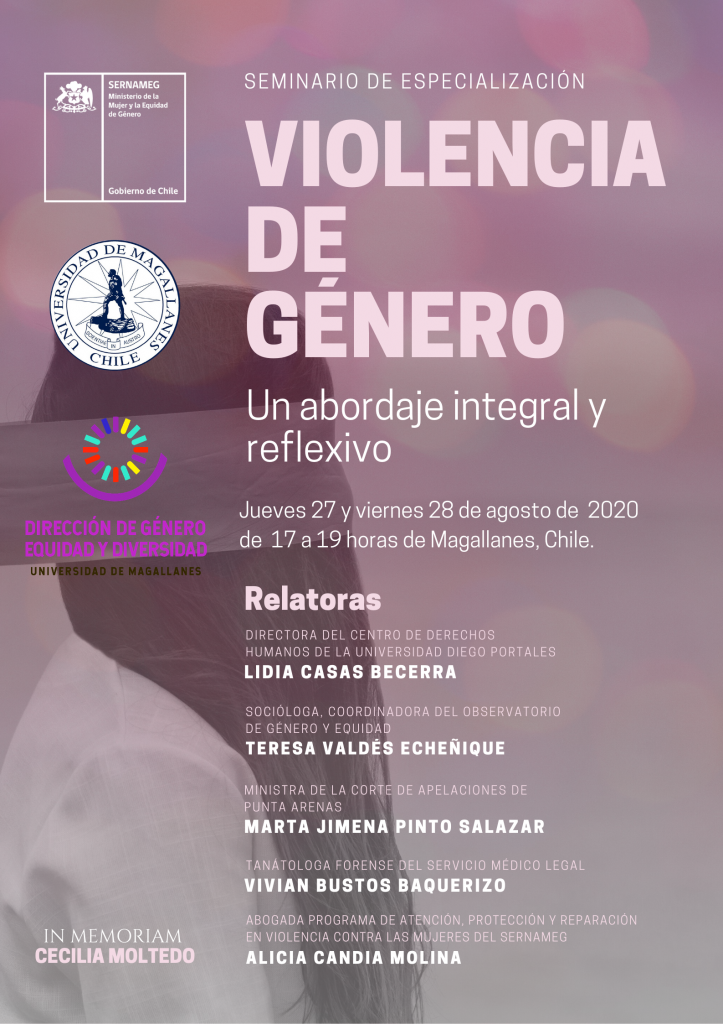 SERNAMEG
Ministerio de la
Mujer y la Equidad
de Género
Gobierno de Chile
UNIVERSIDAD DE MAGALLANES
CHILE
DIRECCIÓN DE GÉNERO
EQUIDAD Y DIVERSIDAD
UNIVERSIDAD DE MAGALLANES
SEMINARIO DE ESPECIALIZACIÓN
VIOLENCIA
DE
GÉNERO
Un abordaje integral y
reflexivo
Jueves 27 y viernes 28 de agosto de 2020
de 17 a 19 horas de Magallanes, Chile.
Relatoras
DIRECTORA DEL CENTRO DE DERECHOS
HUMANOS DE LA UNIVERSIDAD DIEGO PORTALES
LIDIA CASAS BECERRA
SOCIÓLOGA, COORDINADORA DEL OBSERVATORIO
DE GÉNERO Y EQUIDAD
TERESA VALDÉS ECHEÑIQUE
MINISTRA DE LA CORTE DE APELACIONES DE
PUNTA ARENAS
MARTA JIMENA PINTO SALAZAR
TANATÓLOGA FORENSE DEL SERVICIO MÉDICO LEGAL
VIVIAN BUSTOS BAQUERIZO
ABOGADA PROGRAMA DE ATENCIÓN, PROTECCIÓN Y REPARACIÓN
EN VIOLENCIA CONTRA LAS MUJERES DEL SERNAMEG
ALICIA CANDIA MOLINA
IN MEMORIAM
CECILIA MOLTEDO